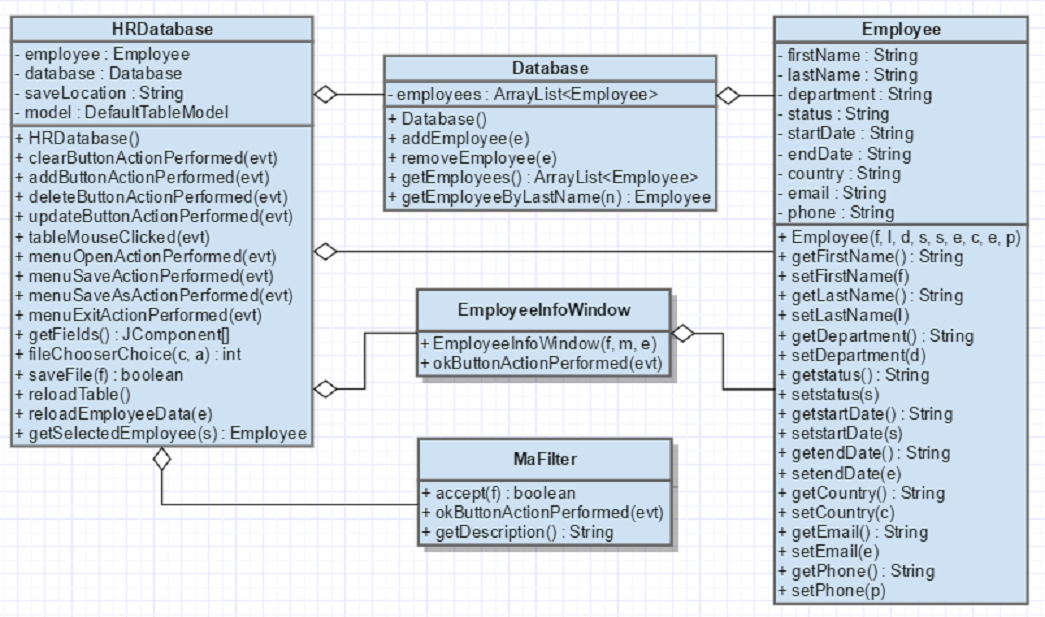 HRDatabase
- employee : Employee
- database : Database
- saveLocation : String
- model : DefaultTableModel
+ HRDatabase()
+ clearButtonActionPerformed(evt)
+ addButtonActionPerformed(evt)
+ deleteButtonActionPerformed(evt)
+ updateButtonActionPerformed(evt)
+ tableMouseClicked(evt)
+ menuOpenActionPerformed(evt)
+ menuSaveActionPerformed(evt)
+ menuSaveAsActionPerformed(evt)
+ menuExitActionPerformed(evt)
+ getFields() : JComponent[]
+ fileChooserChoice(c, a) : int
+ saveFile(f) : boolean
+ reloadTable()
+ reloadEmployeeData(e)
+ getSelectedEmployee(s) : Employee
Database
- employees : ArrayList<Employee>
+ Database()
+ addEmployee(e)
+ removeEmployee(e)
+ getEmployees() : ArrayList<Employee>
+ getEmployeeByLastName(n) : Employee
EmployeeInfoWindow
+ EmployeeInfoWindow(f, m, e)
+ okButtonActionPerformed(evt)
MaFilter
+ accept(f) : boolean
+ okButtonActionPerformed(evt)
+ getDescription() : String
Employee
- firstName : String
- lastName : String
- department : String
- status : String
- startDate : String
- endDate : String
- country : String
- email : String
- phone : String
+ Employee(f, l, d, s, s, e, c, e, p)
+ getFirstName() : String
+ setFirstName(f)
+ getLastName() : String
+ setLastName(l)
+ getDepartment() : String
+ setDepartment(d)
+ getstatus() : String
+ setstatus(s)
+ getstartDate() : String
+ setstartDate(s)
+ getendDate() : String
+ setendDate(e)
+ getCountry() : String
+ setCountry(c)
+ getEmail() : String
+ setEmail(e)
+ getPhone() : String
+ setPhone(p)